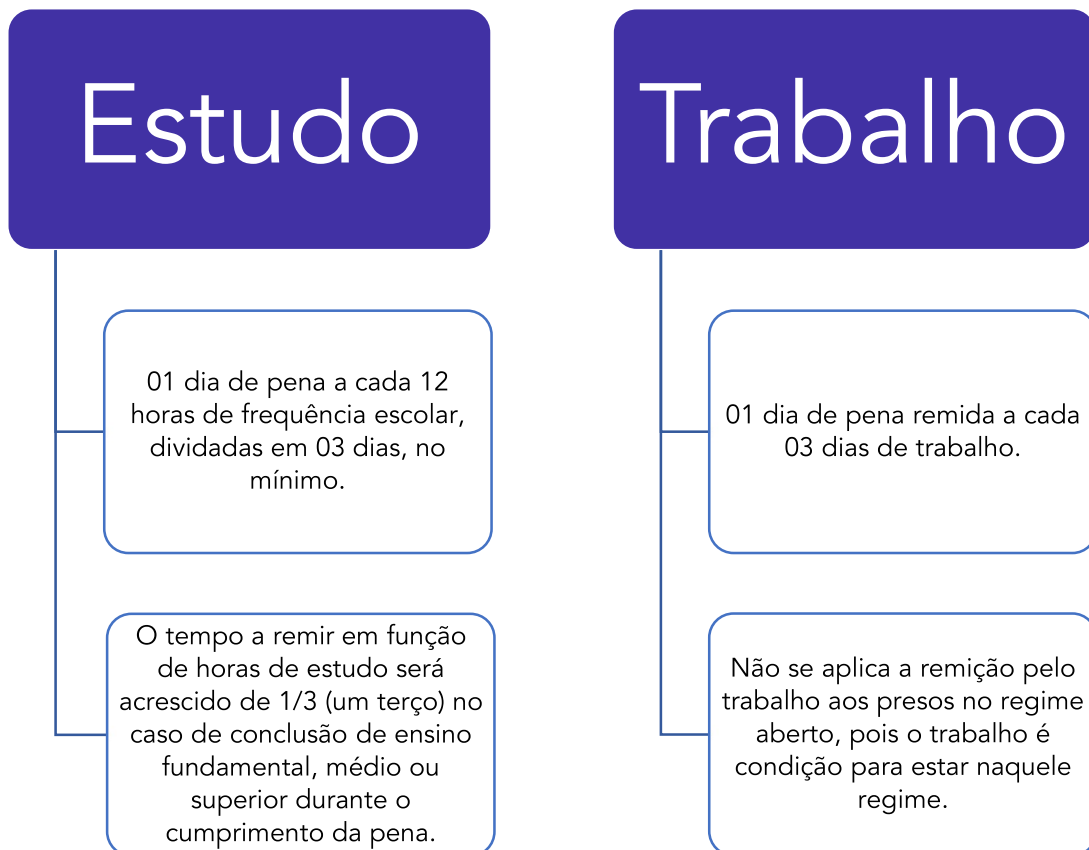 Estudo
01 dia de pena a cada 12
horas de frequência escolar,
dividadas em 03 dias, no
mínimo.
O tempo a remir em função
de horas de estudo será
acrescido de 1/3 (um terço) no
caso de conclusão de ensino
fundamental, médio ou
superior durante o
cumprimento da pena.
Trabalho
01 dia de pena remida a cada
03 dias de trabalho.
Não se aplica a remição pelo
trabalho aos presos no regime
aberto, pois o trabalho é
condição para estar naquele
regime.